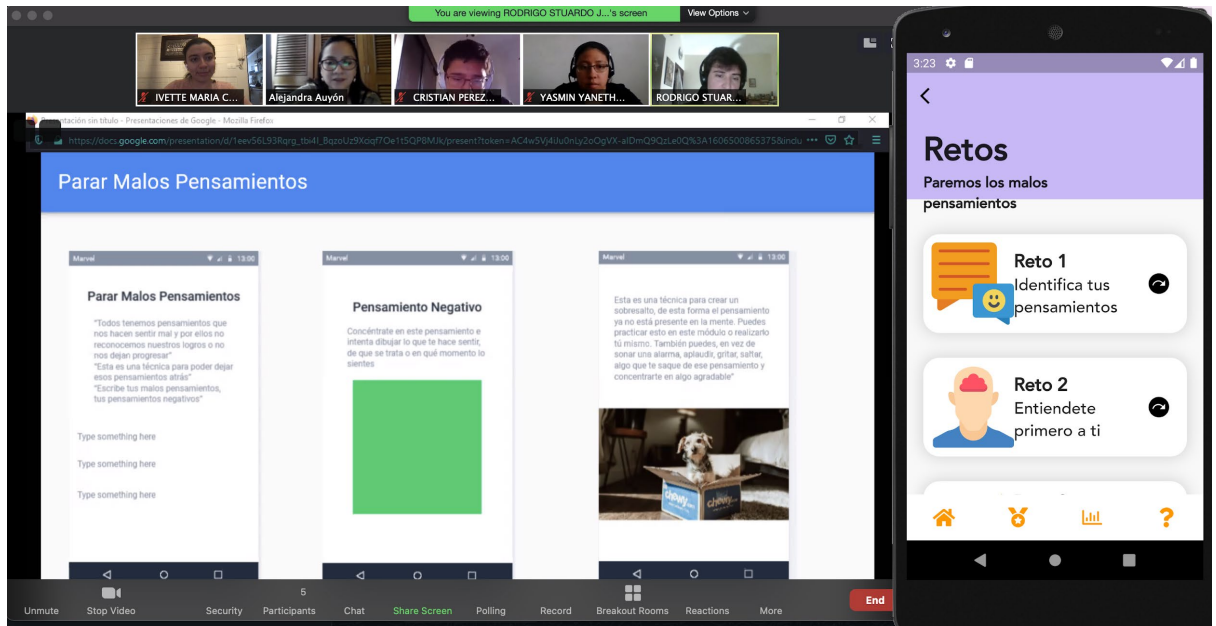 You are viewing RODRIGO STUARDO J...'s screen
View Options
IVETTE MARIA C...
Alejandra Auyón
CRISTIAN PEREZ...
YASMIN YANETH...
RODRIGO STUAR...
Presentación sin título - Presentaciones de Google - Mozilla Firefox
Parar Malos Pensamientos
Marvel
13:00
Parar Malos Pensamientos
"Todos tenemos pensamientos que
nos hacen sentir mal y por ellos no
reconocemos nuestros logros o no
nos dejan progresar"
"Esta es una técnica para poder dejar
esos pensamientos atrás"
"Escribe tus malos pensamientos,
tus pensamientos negativos"
Type something here
Type something here
Type something here
Marvel
13:00
Pensamiento Negativo
Concéntrate en este pensamiento e
intenta dibujar lo que te hace sentir,
de que se trata o en qué momento lo
sientes
Marvel
13:00
Esta es una técnica para crear un
sobresalto, de esta forma el pensamiento
ya no está presente en la mente. Puedes
practicar esto en este módulo o realizarlo
tú mismo. También puedes, en vez de
sonar una alarma, aplaudir, gritar, saltar,
algo que te saque de ese pensamiento y
concentrarte en algo agradable"
chewy
chewy
Unmute
Stop Video
Security
5
Participants
Chat
Share Screen
Polling
Record
Breakout Rooms
Reactions
More
End
3:23
Retos
Paremos los malos
pensamientos
Reto 1
Identifica tus
pensamientos
Reto 2
Entiendete
primero a ti